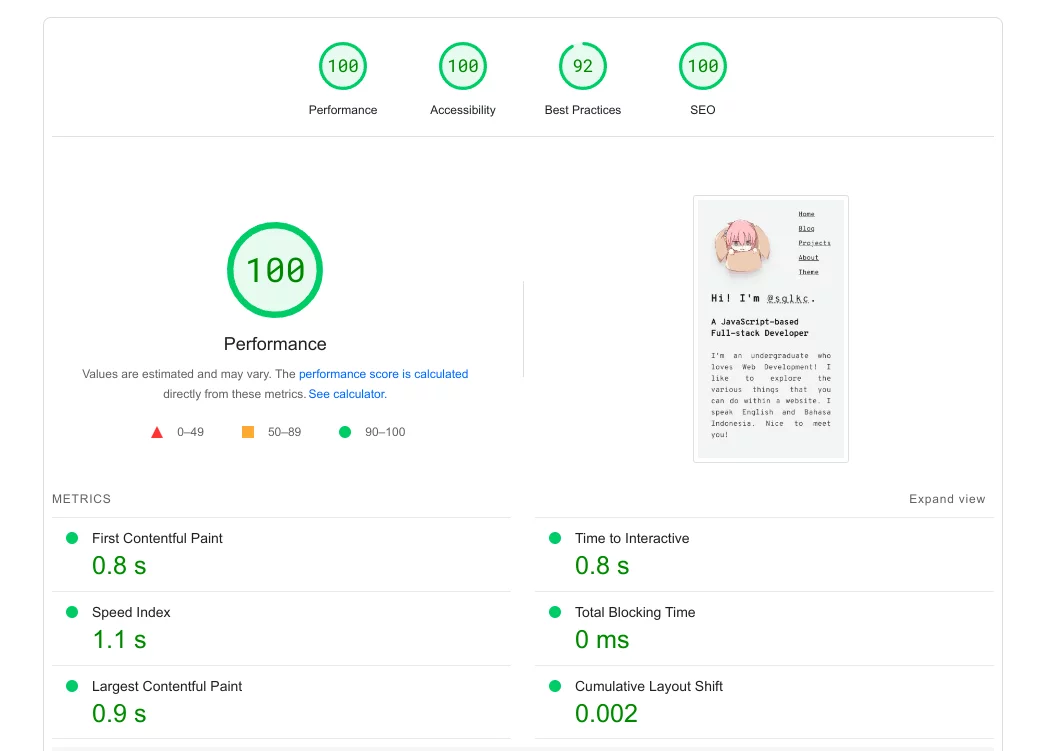 100 100 92 100
Performance Accessibility Best Practices SEO
100
Performance
Values are estimated and may vary. The performance score is calculated
directly from these metrics. See calculator.
0–49 50–89 90–100
Home
Blog
Projects
About
Theme
Hi! I'm @sglkc.
A JavaScript-based
Full-stack Developer
I'm an undergraduate who
loves Web Development! I
like to explore the
various things that you
can do within a website. I
speak English and Bahasa
Indonesia. Nice to meet
you!
METRICS
Expand view
First Contentful Paint
0.8 s
Time to Interactive
0.8 s
Speed Index
1.1 s
Total Blocking Time
0 ms
Largest Contentful Paint
0.9 s
Cumulative Layout Shift
0.002